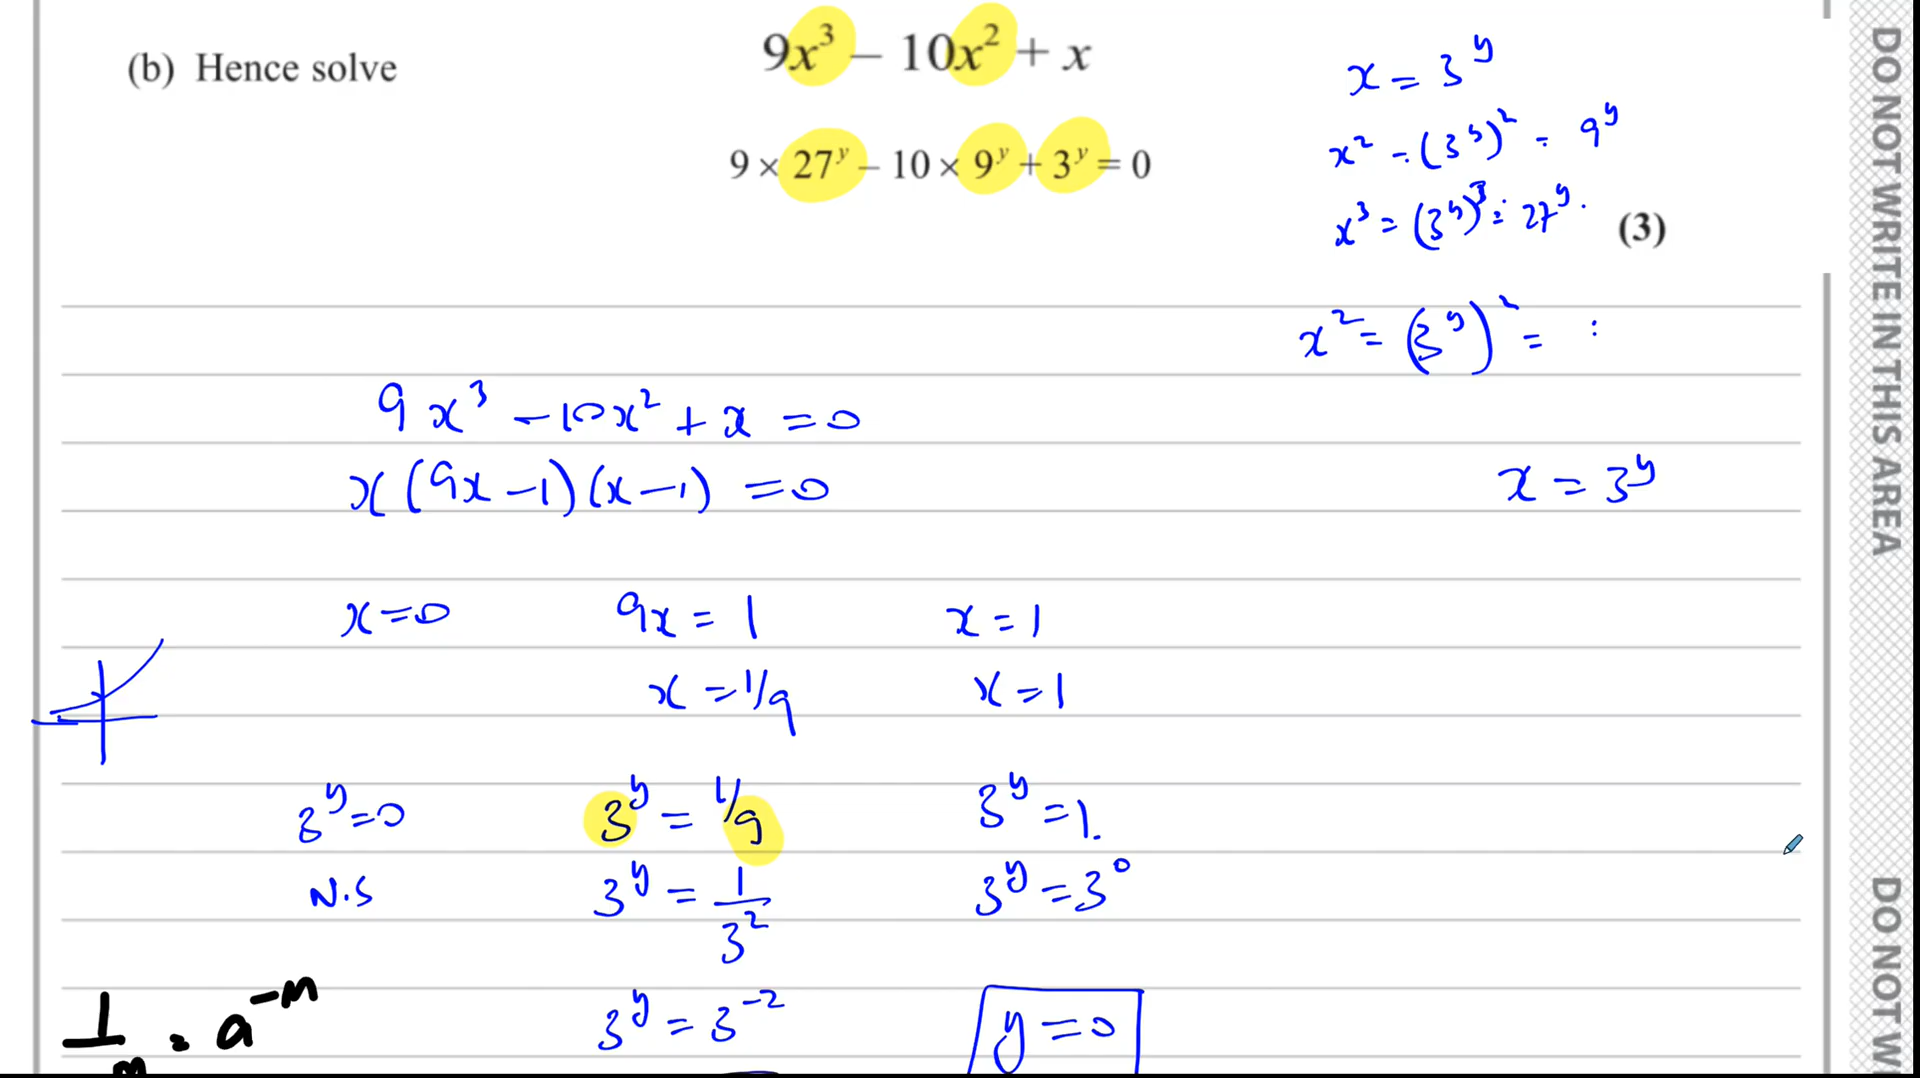 9x³ – 10x² + x
(b) Hence solve
9 × 27ʸ – 10 × 9ʸ + 3ʸ = 0
(3)
x = 3ʸ
x² = (3ʸ)² = 9ʸ
x³ = (3ʸ)³ = 27ʸ.
x² = (3ʸ)² =
9x³ – 10x² + x = 0
x(9x – 1)(x – 1) = 0
x = 3ʸ
x = 0 9x = 1 x = 1
x = 1/9 x = 1
3ʸ = 0 3ʸ = 1/9 3ʸ = 1.
N.S 3ʸ = 1/3² 3ʸ = 3⁰
3ʸ = 3⁻² y = 0
= a⁻ᵐ
DO NOT WRITE IN THIS AREA
DO NOT W